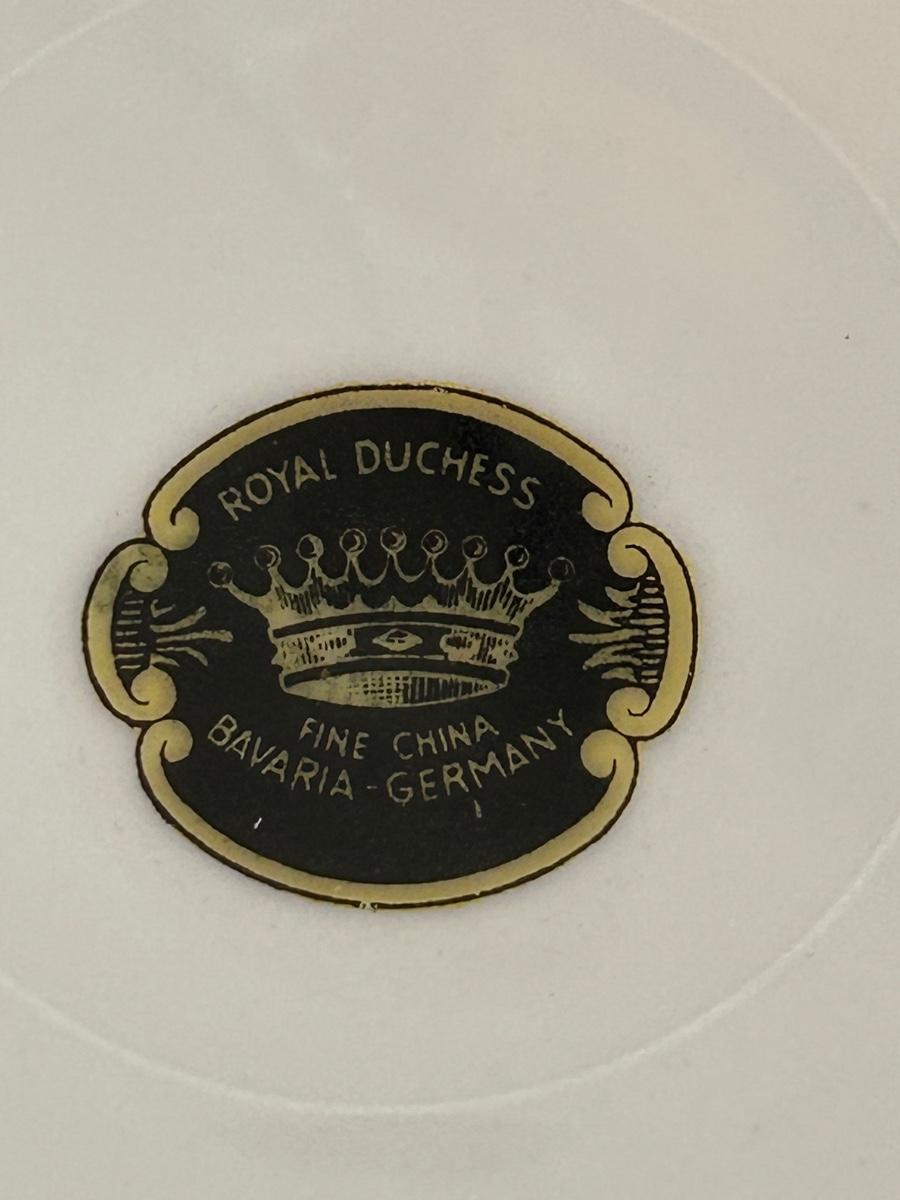 ROYAL DUCHESS
FINE CHINA
BAVARIA - GERMANY